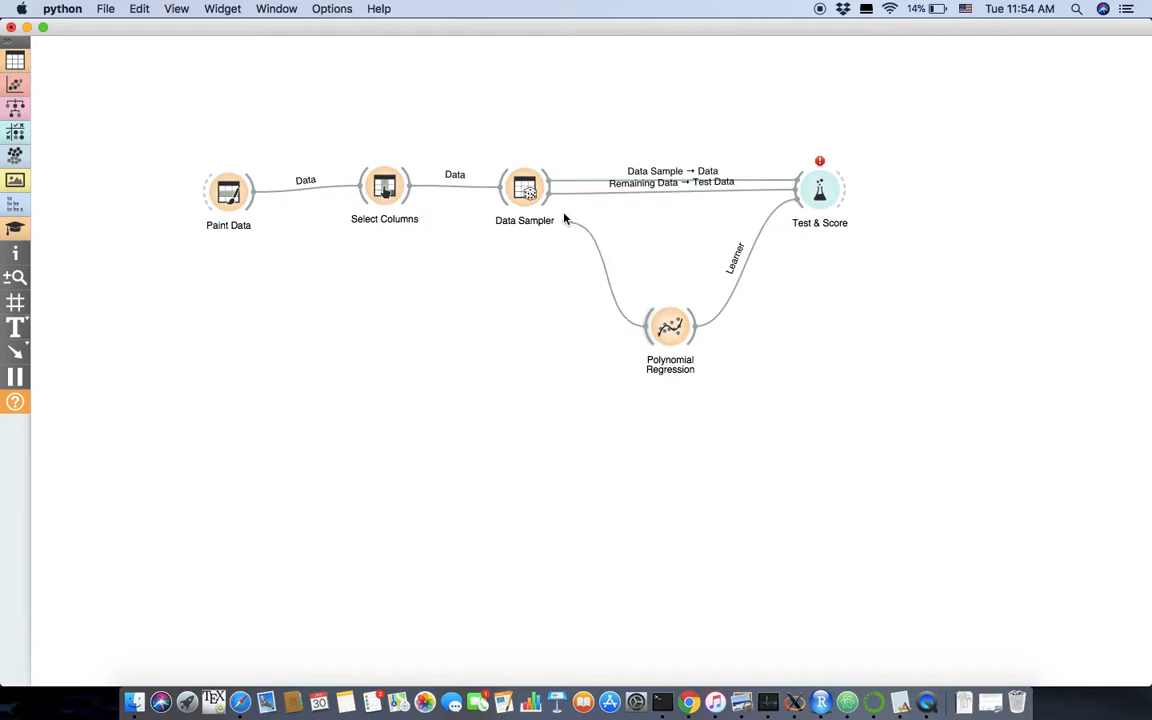 python File Edit View Widget Window Options Help 14% Tue 11:54 AM
Data
Data
Data Sample → Data
Remaining Data → Test Data
Paint Data
Select Columns
Data Sampler
Test & Score
Learner
Polynomial
Regression
T
?